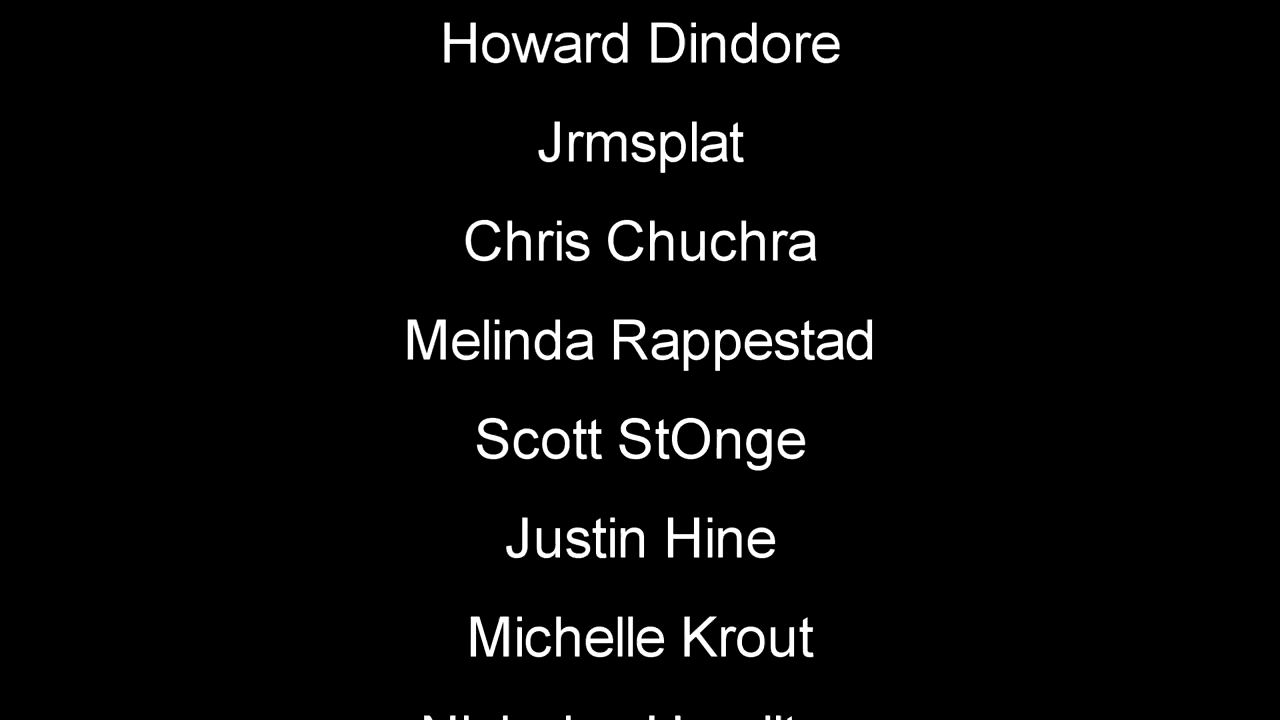 Howard Dindore
Jrmsplat
Chris Chuchra
Melinda Rappestad
Scott StOnge
Justin Hine
Michelle Krout